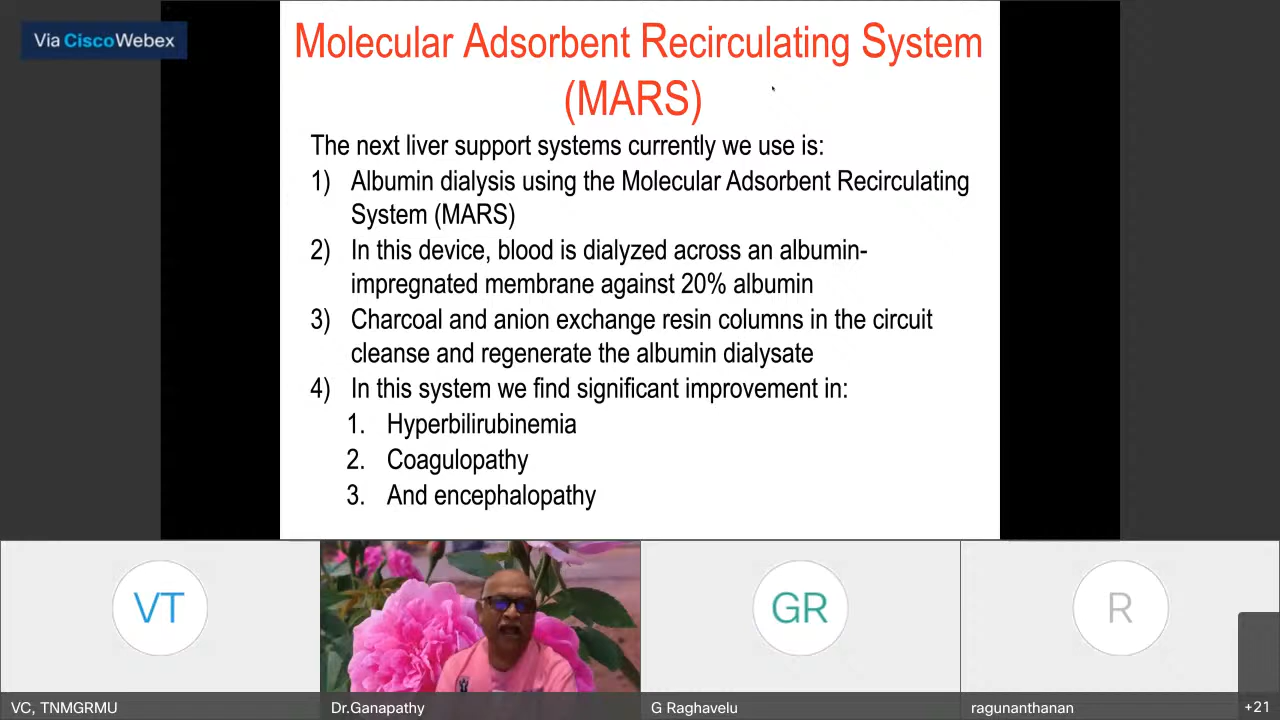 Via Cisco Webex
Molecular Adsorbent Recirculating System
(MARS)
The next liver support systems currently we use is:
1) Albumin dialysis using the Molecular Adsorbent Recirculating
System (MARS)
2) In this device, blood is dialyzed across an albumin-
impregnated membrane against 20% albumin
3) Charcoal and anion exchange resin columns in the circuit
cleanse and regenerate the albumin dialysate
4) In this system we find significant improvement in:
1. Hyperbilirubinemia
2. Coagulopathy
3. And encephalopathy
VT
GR
R
VC, TNMGRMU
Dr.Ganapathy
G Raghavelu
ragunanthanan
+21